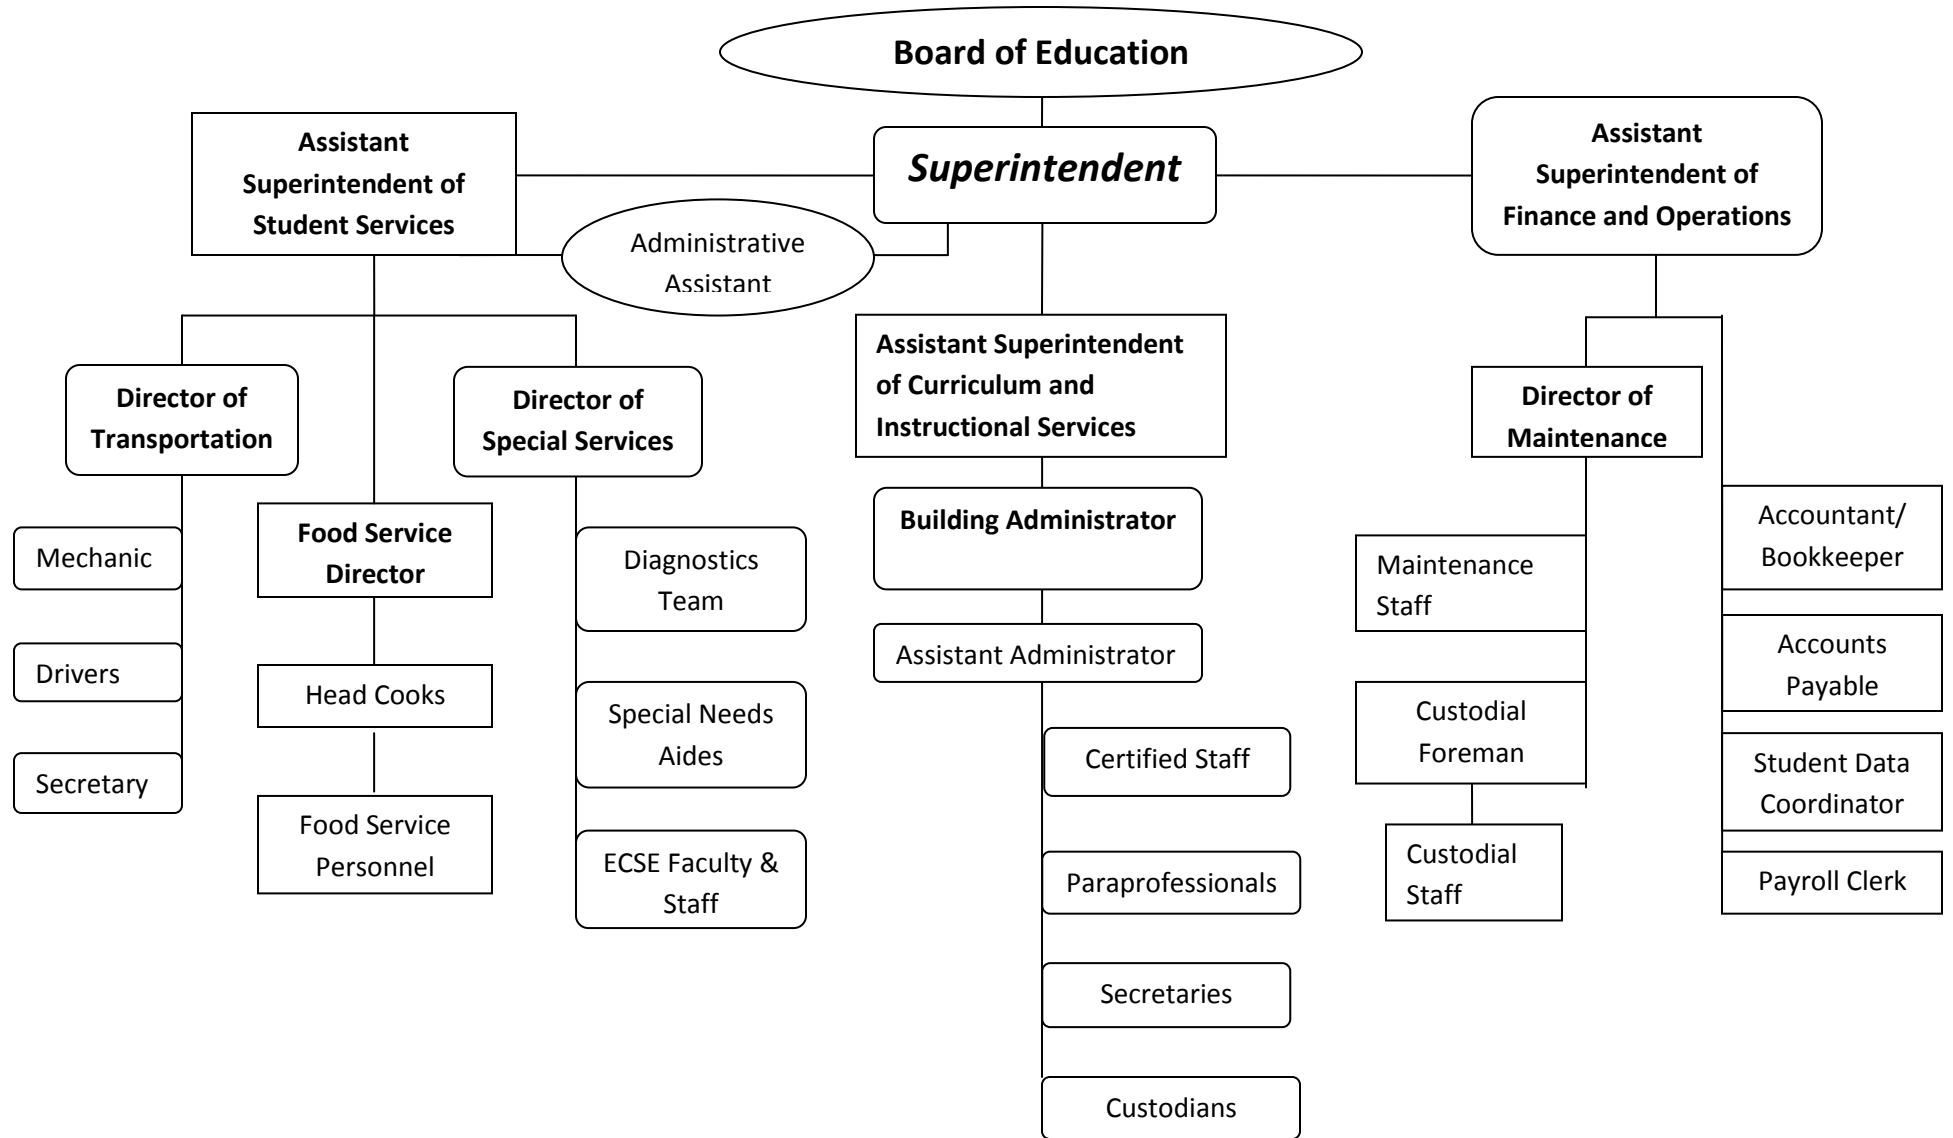 Board of Education
Assistant
Superintendent of
Student Services
Superintendent
Assistant
Superintendent of
Finance and Operations
Administrative
Assistant
Assistant Superintendent
of Curriculum and
Instructional Services
Director of
Transportation
Director of
Special Services
Director of
Maintenance
Mechanic
Drivers
Secretary
Food Service
Director
Head Cooks
Food Service
Personnel
Diagnostics
Team
Special Needs
Aides
ECSE Faculty &
Staff
Building Administrator
Assistant Administrator
Certified Staff
Paraprofessionals
Secretaries
Custodians
Maintenance
Staff
Custodial
Foreman
Custodial
Staff
Accountant/
Bookkeeper
Accounts
Payable
Student Data
Coordinator
Payroll Clerk